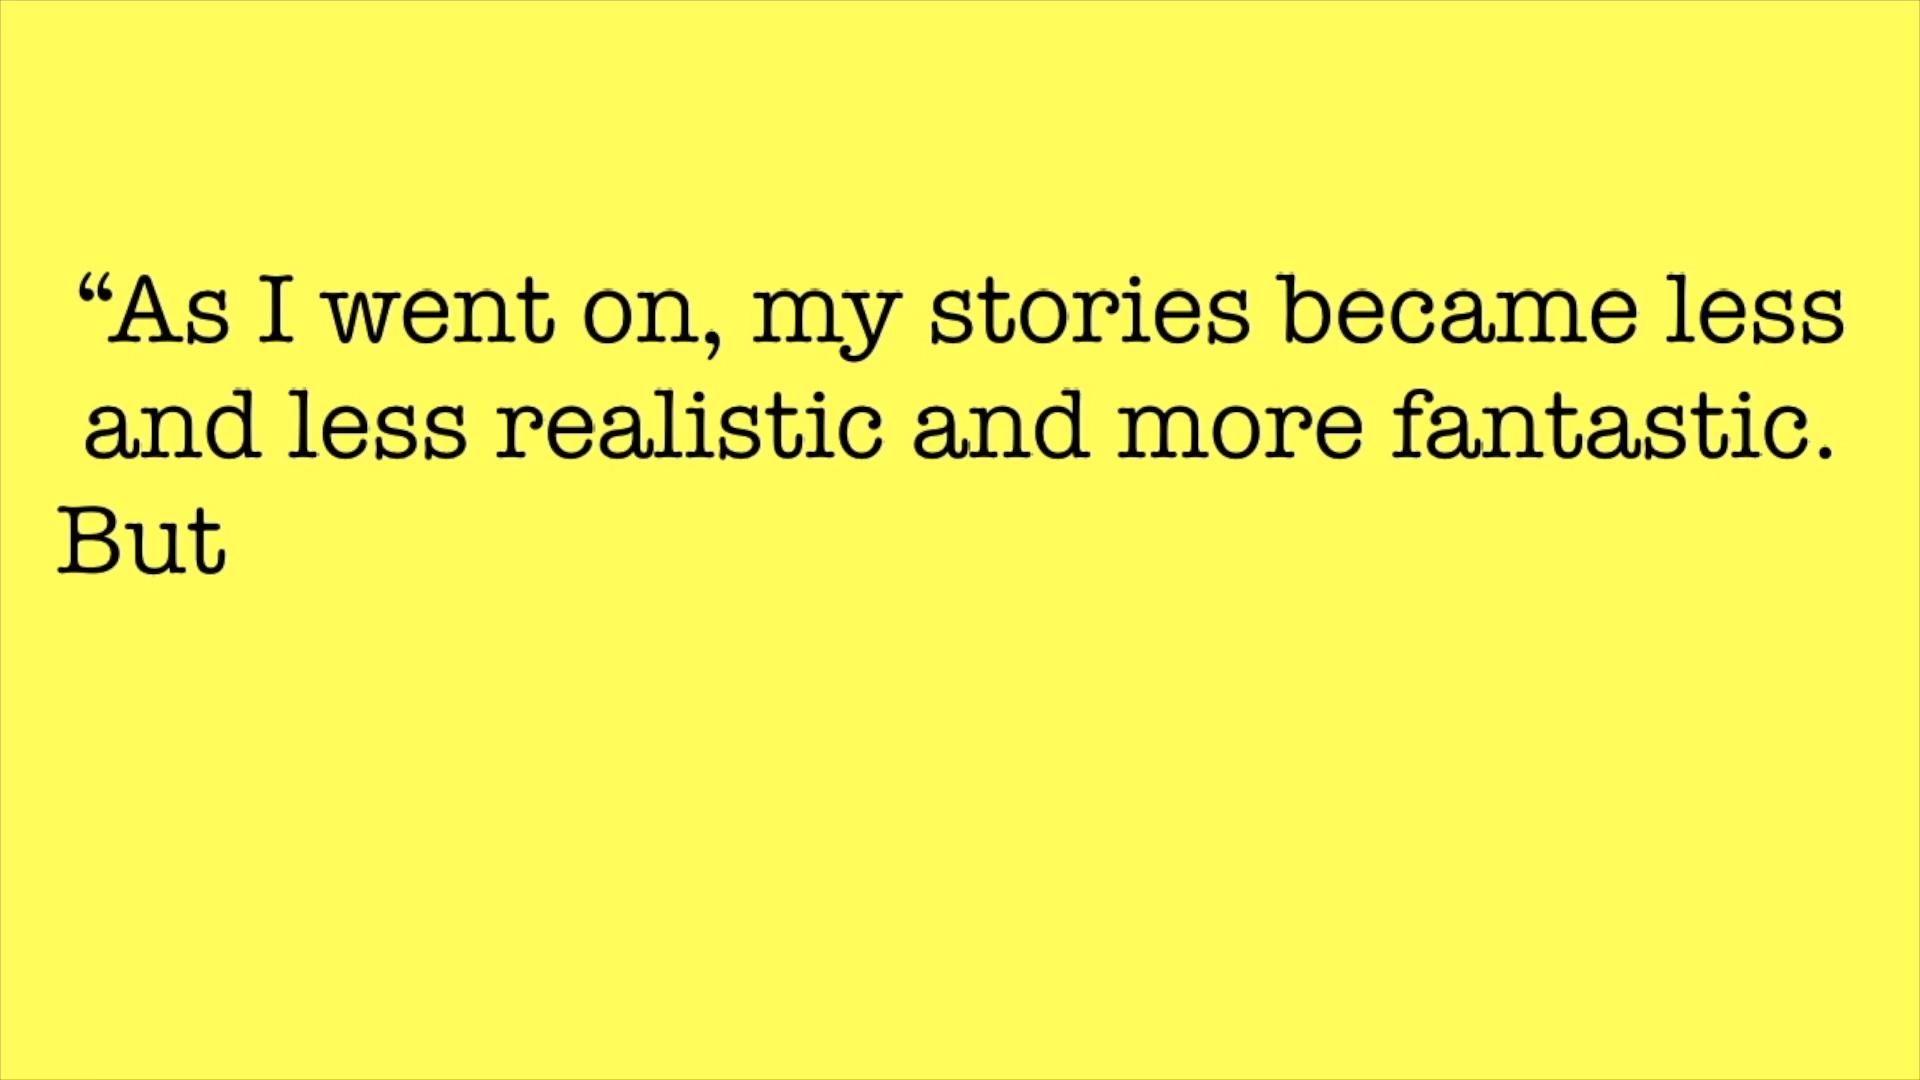 “As I went on, my stories became less
and less realistic and more fantastic.
But